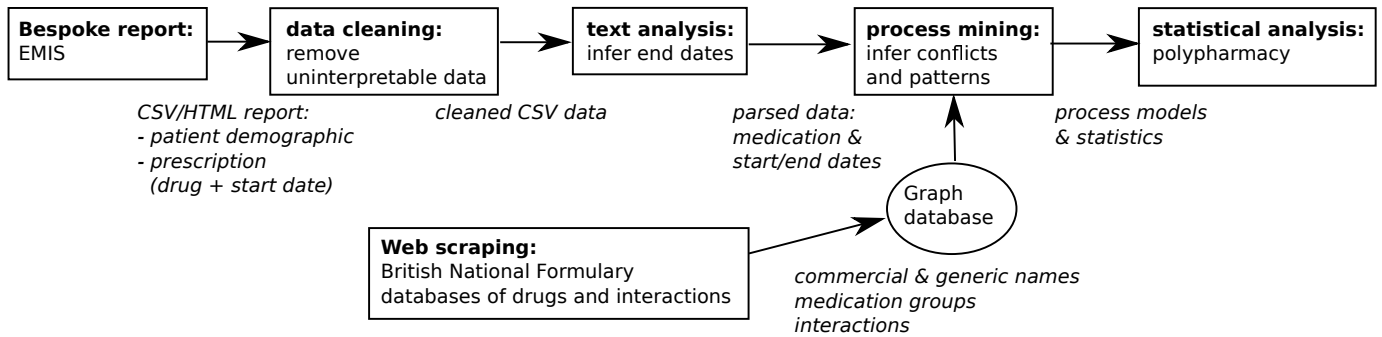 Bespoke report:
EMIS
data cleaning:
remove
uninterpretable data
text analysis:
infer end dates
process mining:
infer conflicts
and patterns
statistical analysis:
polypharmacy
CSV/HTML report:
- patient demographic
- prescription
(drug + start date)
cleaned CSV data
parsed data:
medication &
start/end dates
process models
& statistics
Graph
database
Web scraping:
British National Formulary
databases of drugs and interactions
commercial & generic names
medication groups
interactions